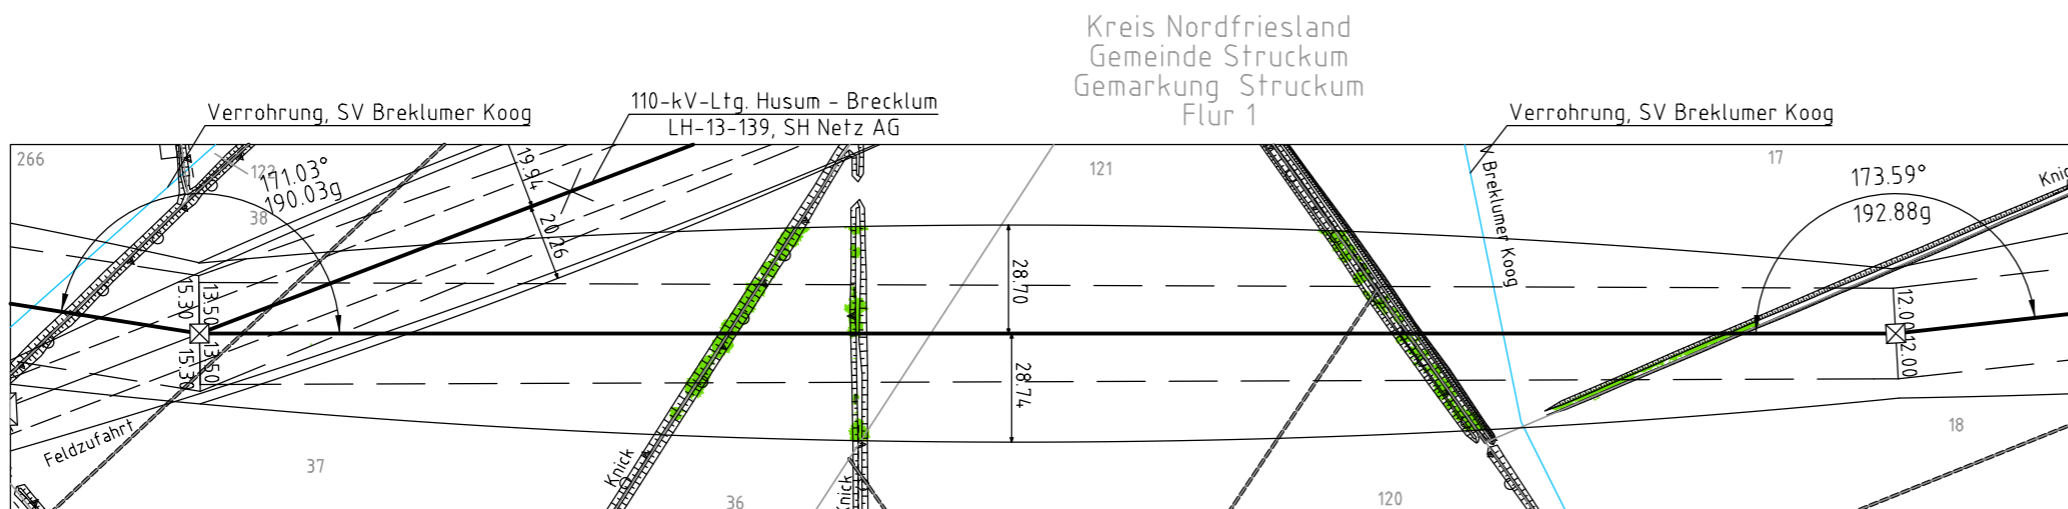 Kreis Nordfriesland
Gemeinde Struckum
Gemarkung Struckum
Flur 1
Verrohrung, SV Breklumer Koog
110-kV-Ltg. Husum - Brecklum
LH-13-139, SH Netz AG
Verrohrung, SV Breklumer Koog
266
122
171.03°
190.03g
38
19.94
20.26
121
17
173.59°
192.88g
Knic
V Breklumer Koog
15.30
13.50
28.70
12.00
15.30
13.50
28.74
12.00
Feldzufahrt
37
Knick
36
Knick
120
18